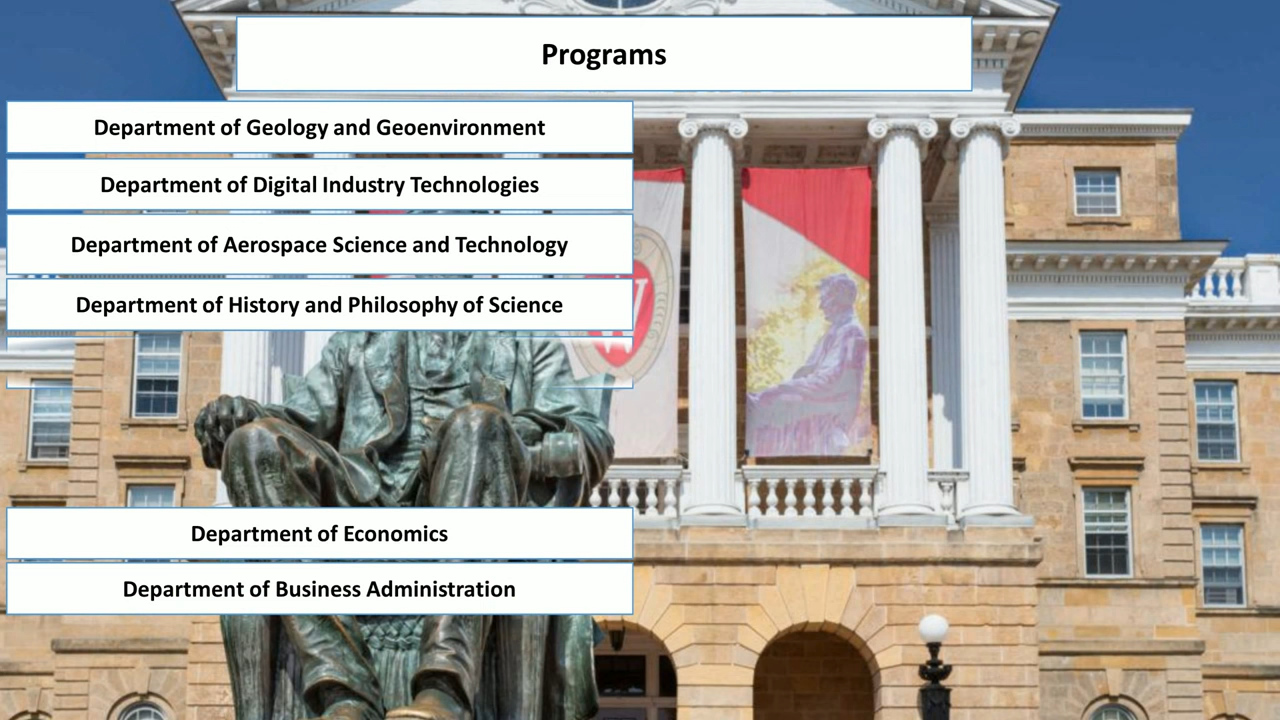 Programs
Department of Geology and Geoenvironment
Department of Digital Industry Technologies
Department of Aerospace Science and Technology
Department of History and Philosophy of Science
W
Department of Economics
Department of Business Administration